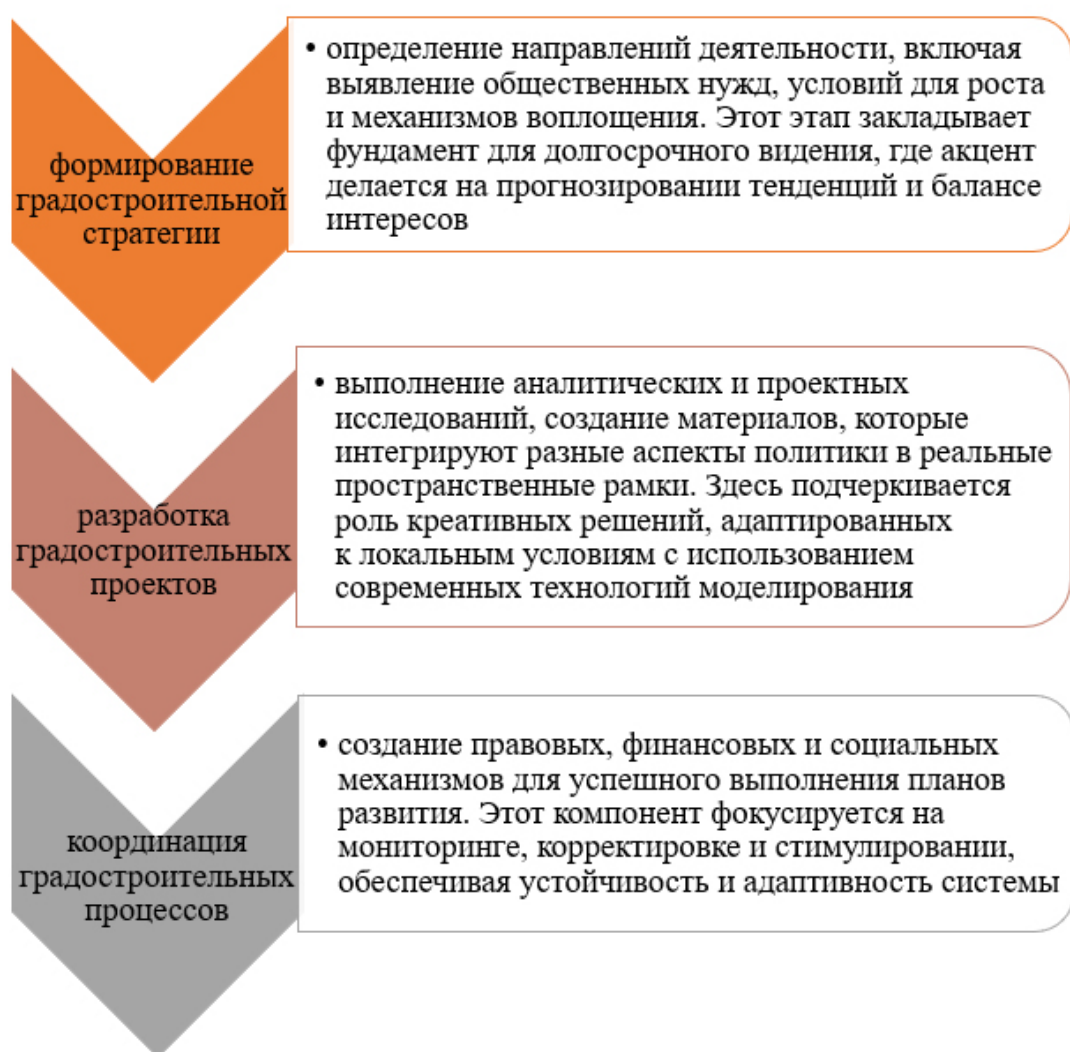 формирование
градостроительной
стратегии
• определение направлений деятельности, включая
выявление общественных нужд, условий для роста
и механизмов воплощения. Этот этап закладывает
фундамент для долгосрочного видения, где акцент
делается на прогнозировании тенденций и балансе
интересов
разработка
градостроительных
проектов
• выполнение аналитических и проектных
исследований, создание материалов, которые
интегрируют разные аспекты политики в реальные
пространственные рамки. Здесь подчеркивается
роль креативных решений, адаптированных
к локальным условиям с использованием
современных технологий моделирования
координация
градостроительных
процессов
• создание правовых, финансовых и социальных
механизмов для успешного выполнения планов
развития. Этот компонент фокусируется на
мониторинге, корректировке и стимулировании,
обеспечивая устойчивость и адаптивность системы